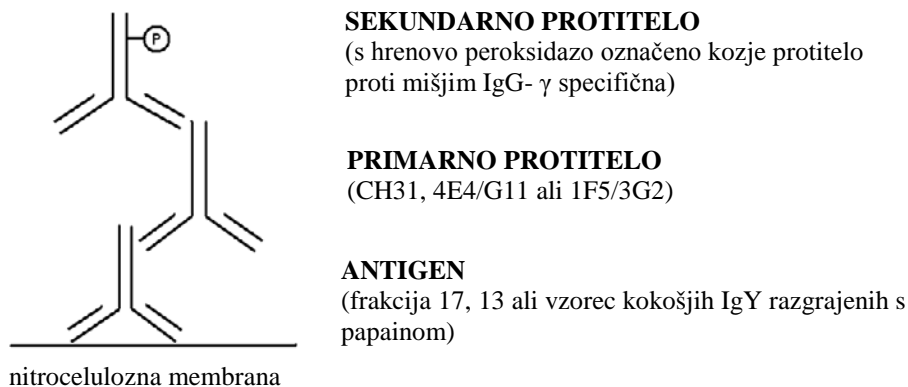 P
SEKUNDARNO PROTITELO
(s hrenovo peroksidazo označeno kozje protitelo
proti mišjim IgG- γ specifična)
PRIMARNO PROTITELO
(CH31, 4E4/G11 ali 1F5/3G2)
ANTIGEN
(frakcija 17, 13 ali vzorec kokošjih IgY razgrajenih s
papainom)
nitrocelulozna membrana